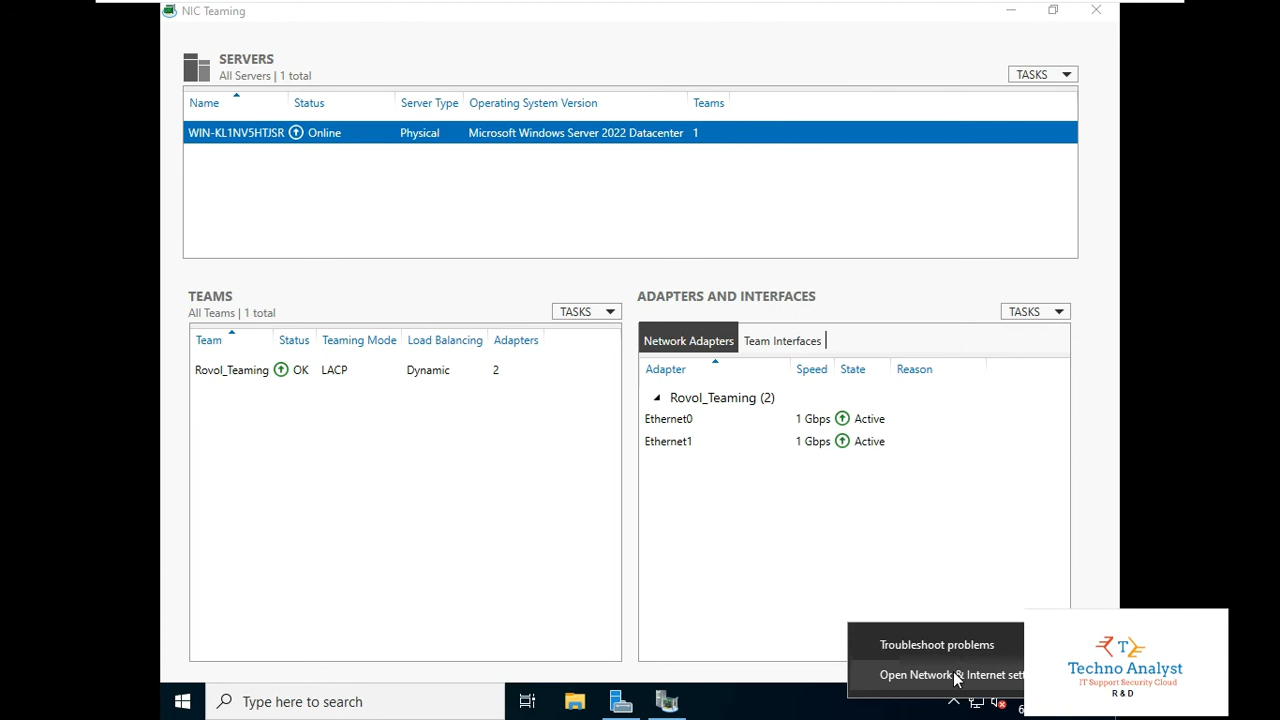 NIC Teaming
SERVERS
All Servers | 1 total
TASKS
Name Status Server Type Operating System Version Teams
WIN-KL1NV5HTJSR Online Physical Microsoft Windows Server 2022 Datacenter 1
TEAMS
All Teams | 1 total
TASKS
Team Status Teaming Mode Load Balancing Adapters
Rovol_Teaming OK LACP Dynamic 2
ADAPTERS AND INTERFACES
TASKS
Network Adapters Team Interfaces
Adapter Speed State Reason
Rovol_Teaming (2)
Ethernet0 1 Gbps Active
Ethernet1 1 Gbps Active
Troubleshoot problems
Open Network & Internet sett
Type here to search
6
T
Techno Analyst
IT Support Security Cloud
R & D